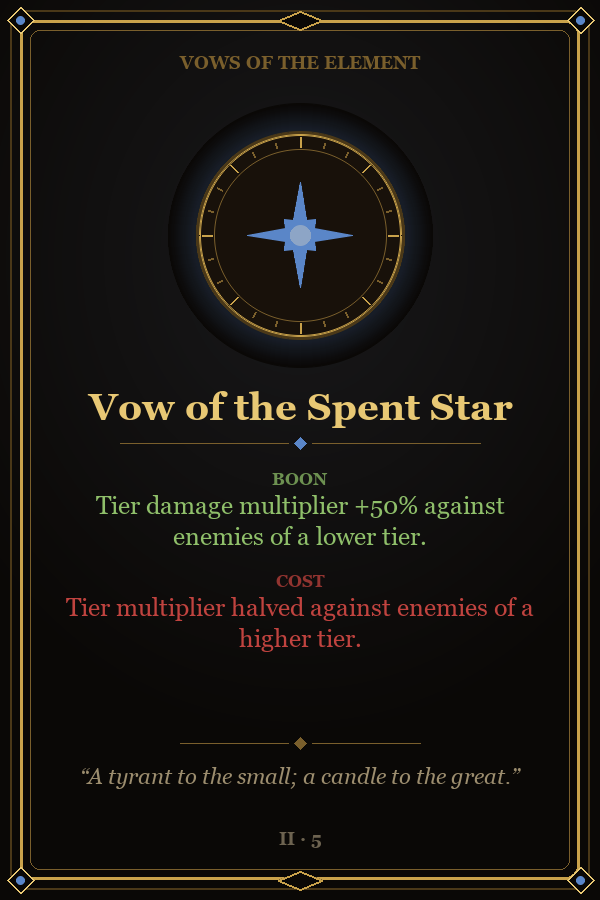 VOWS OF THE ELEMENT
Vow of the Spent Star
BOON
Tier damage multiplier +50% against
enemies of a lower tier.
COST
Tier multiplier halved against enemies of a
higher tier.
“A tyrant to the small; a candle to the great.”
II · 5